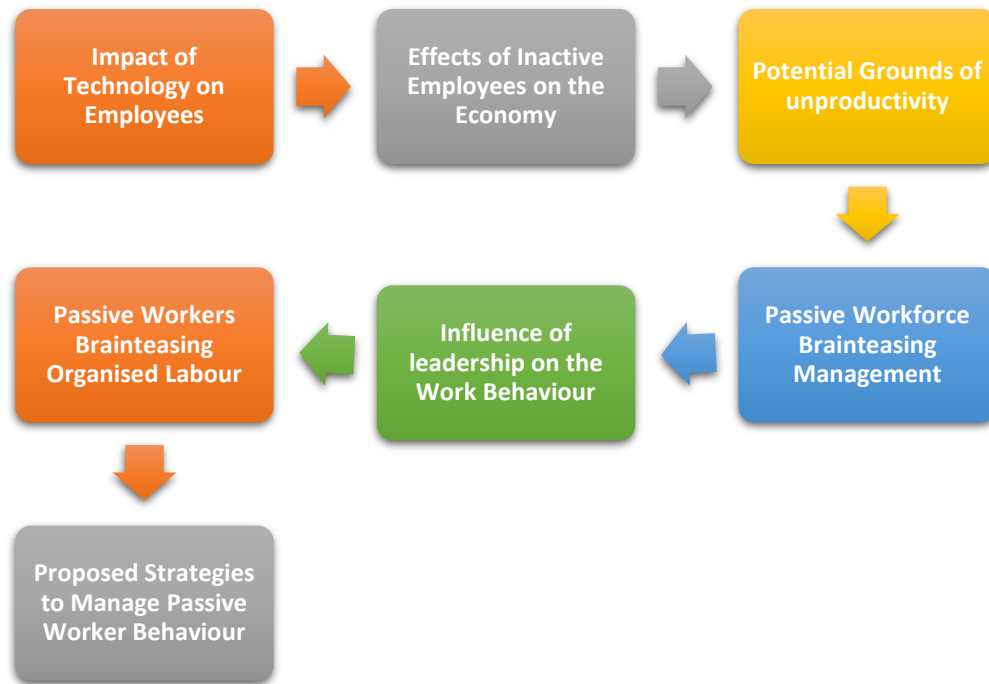 Impact of
Technology on
Employees
Effects of Inactive
Employees on the
Economy
Potential Grounds of
unproductivity
Passive Workforce
Brainteasing
Management
Influence of
leadership on the
Work Behaviour
Passive Workers
Brainteasing
Organised Labour
Proposed Strategies
to Manage Passive
Worker Behaviour